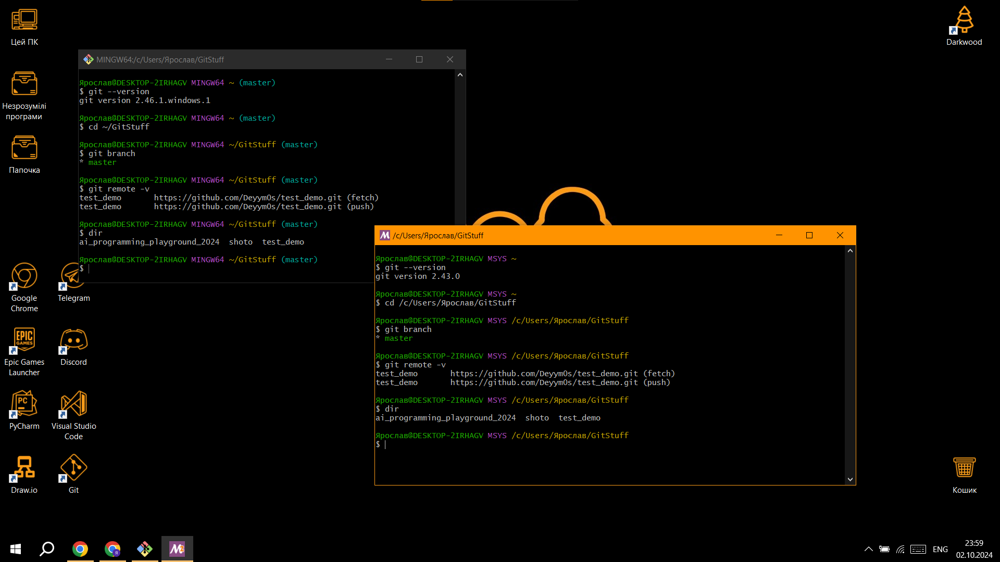 Цей ПК
Незрозумілі
програми
Папочка
Google
Chrome
Telegram
Epic Games
Launcher
Discord
PyCharm
Visual Studio
Code
Draw.io
Git
Darkwood
Кошик
MINGW64:/c/Users/Ярослав/GitStuff
Ярослав@DESKTOP-2IRHAGV MINGW64 ~ (master)
$ git --version
git version 2.46.1.windows.1
Ярослав@DESKTOP-2IRHAGV MINGW64 ~ (master)
$ cd ~/GitStuff
Ярослав@DESKTOP-2IRHAGV MINGW64 ~/GitStuff (master)
$ git branch
* master
Ярослав@DESKTOP-2IRHAGV MINGW64 ~/GitStuff (master)
$ git remote -v
test_demo       https://github.com/Deyym0s/test_demo.git (fetch)
test_demo       https://github.com/Deyym0s/test_demo.git (push)
Ярослав@DESKTOP-2IRHAGV MINGW64 ~/GitStuff (master)
$ dir
ai_programming_playground_2024  shoto  test_demo
Ярослав@DESKTOP-2IRHAGV MINGW64 ~/GitStuff (master)
$
/c/Users/Ярослав/GitStuff
Ярослав@DESKTOP-2IRHAGV MSYS ~
$ git --version
git version 2.43.0
Ярослав@DESKTOP-2IRHAGV MSYS ~
$ cd /c/Users/Ярослав/GitStuff
Ярослав@DESKTOP-2IRHAGV MSYS /c/Users/Ярослав/GitStuff
$ git branch
* master
Ярослав@DESKTOP-2IRHAGV MSYS /c/Users/Ярослав/GitStuff
$ git remote -v
test_demo       https://github.com/Deyym0s/test_demo.git (fetch)
test_demo       https://github.com/Deyym0s/test_demo.git (push)
Ярослав@DESKTOP-2IRHAGV MSYS /c/Users/Ярослав/GitStuff
$ dir
ai_programming_playground_2024  shoto  test_demo
Ярослав@DESKTOP-2IRHAGV MSYS /c/Users/Ярослав/GitStuff
$
ENG
23:59
02.10.2024